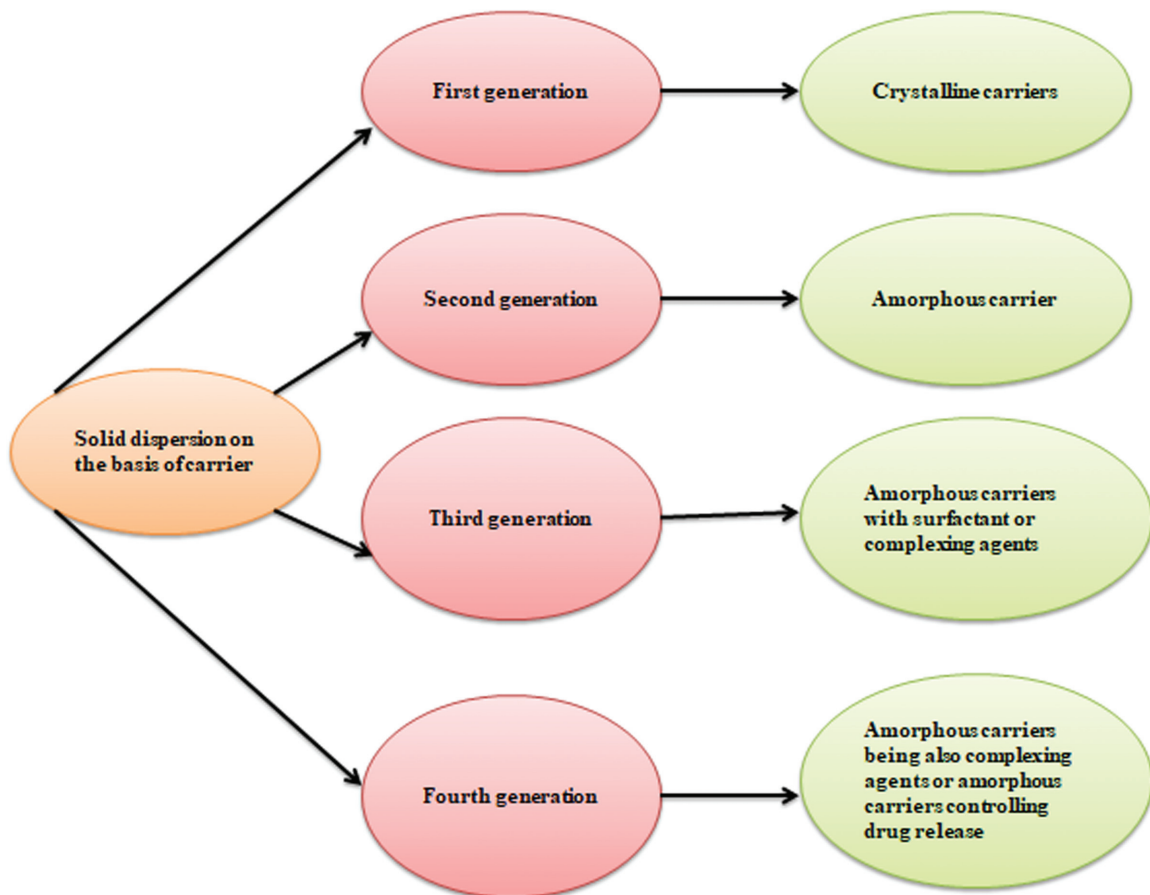 First generation
Crystalline carriers
Second generation
Amorphous carrier
Solid dispersion on
the basis of carrier
Third generation
Amorphous carriers
with surfactant or
complexing agents
Fourth generation
Amorphous carriers
being also complexing
agents or amorphous
carriers controlling
drug release